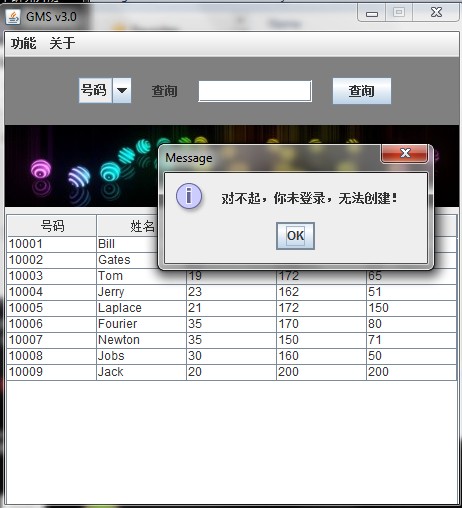 GMS v3.0
功能 关于
号码 查询 查询
Message
对不起，你未登录，无法创建！
OK
号码 姓名
10001 Bill
10002 Gates
10003 Tom 19 172 65
10004 Jerry 23 162 51
10005 Laplace 21 172 150
10006 Fourier 35 170 80
10007 Newton 35 150 71
10008 Jobs 30 160 50
10009 Jack 20 200 200